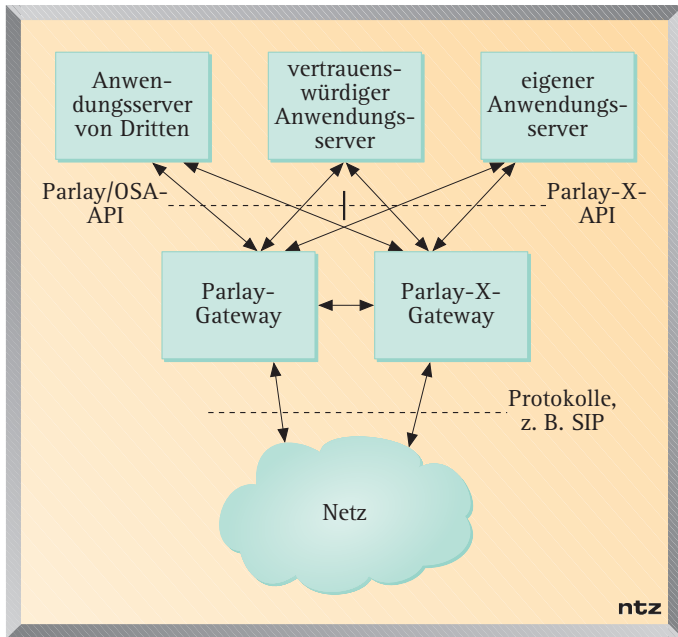 Anwen-
dungsserver
von Dritten
vertrauens-
würdiger
Anwendungs-
server
eigener
Anwendungs-
server
Parlay/OSA-
API
Parlay-X-
API
Parlay-
Gateway
Parlay-X-
Gateway
Protokolle,
z. B. SIP
Netz
ntz